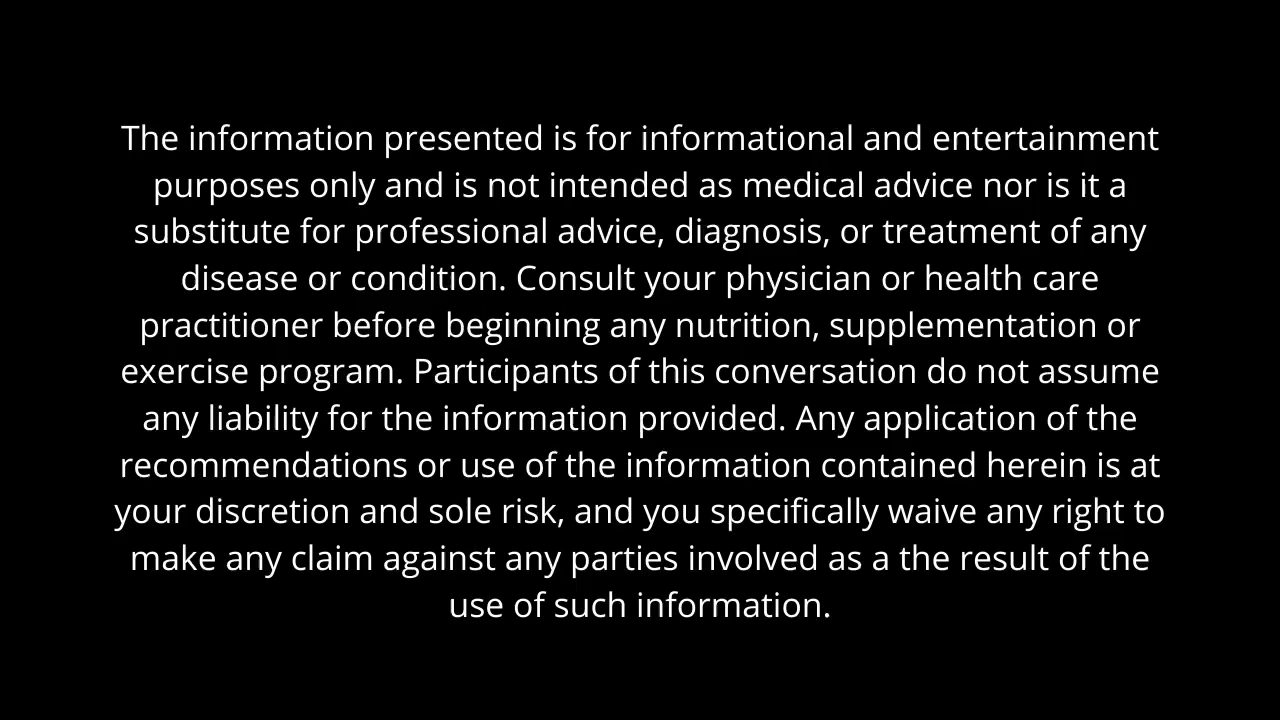 The information presented is for informational and entertainment
purposes only and is not intended as medical advice nor is it a
substitute for professional advice, diagnosis, or treatment of any
disease or condition. Consult your physician or health care
practitioner before beginning any nutrition, supplementation or
exercise program. Participants of this conversation do not assume
any liability for the information provided. Any application of the
recommendations or use of the information contained herein is at
your discretion and sole risk, and you specifically waive any right to
make any claim against any parties involved as a the result of the
use of such information.